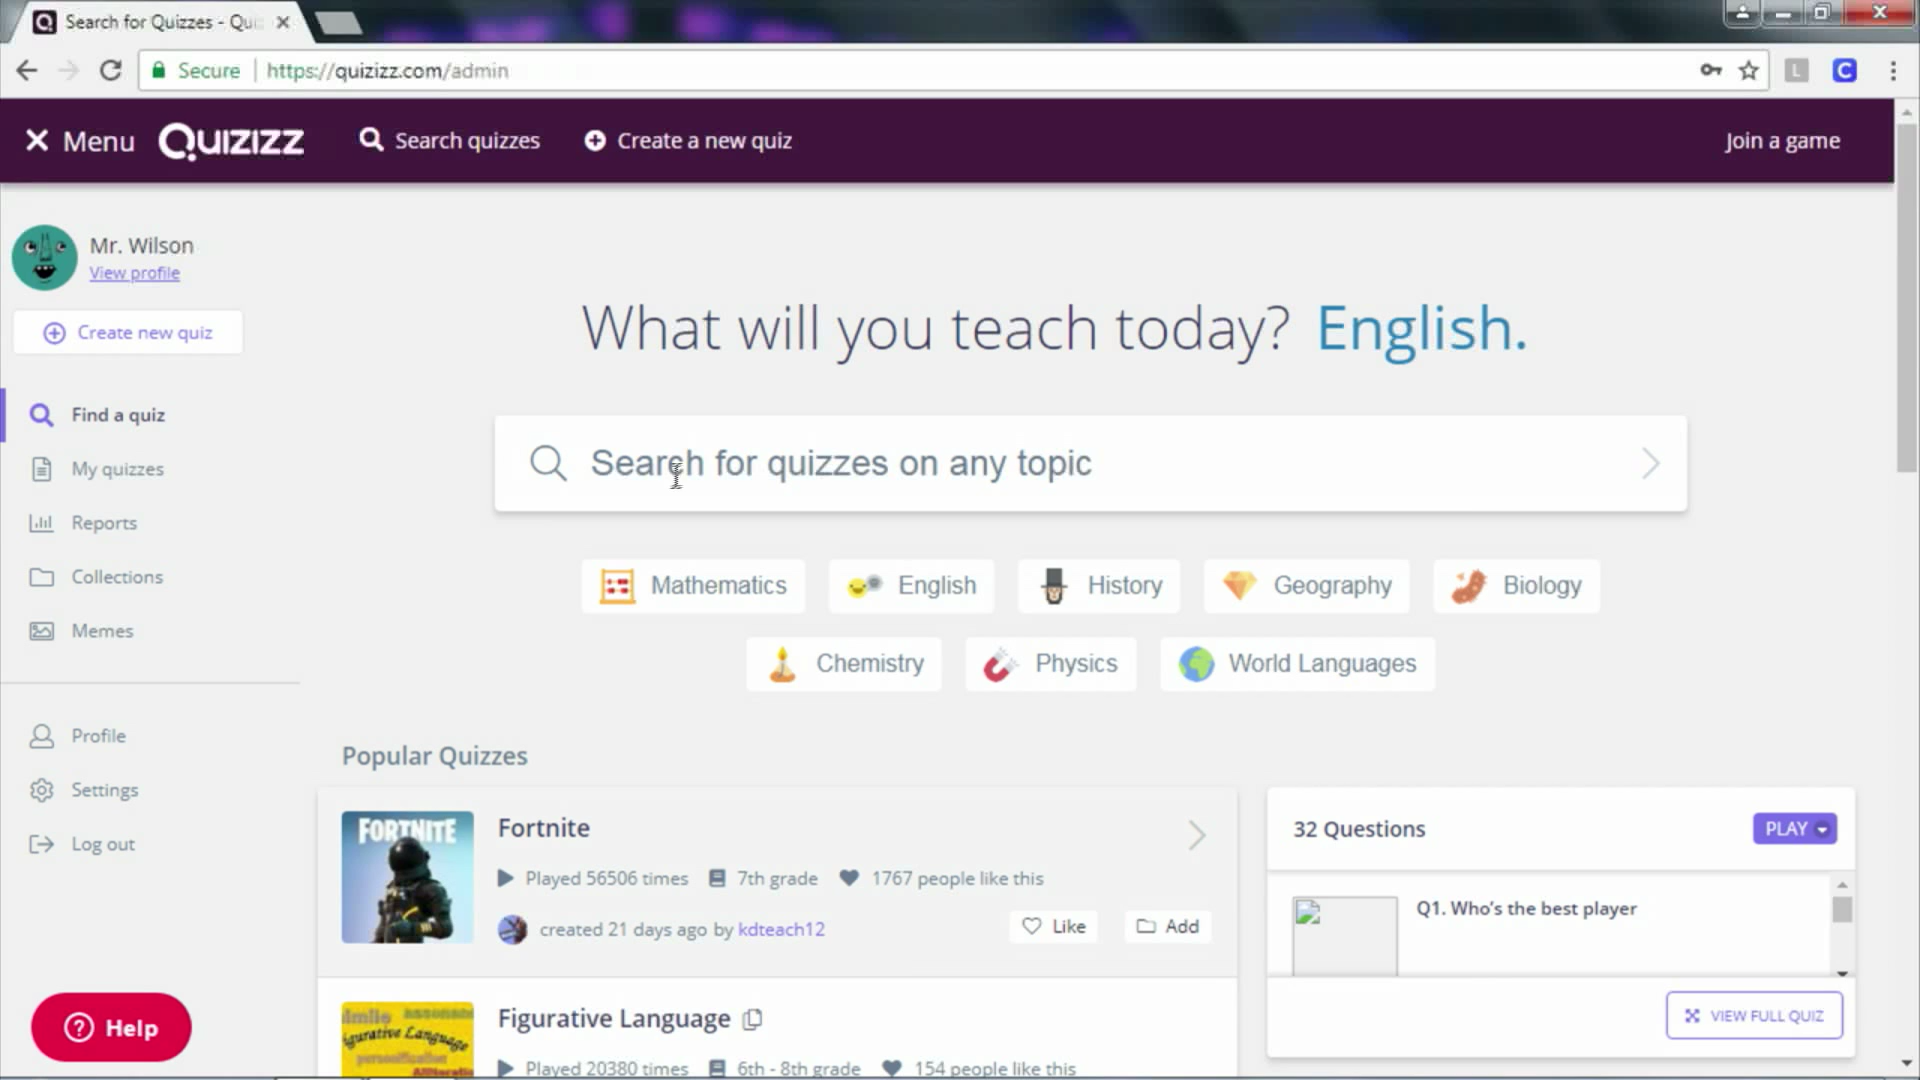 Search for Quizzes - Qui
Secure
https://quizizz.com/admin
L
C
Menu
QUIZIZZ
Search quizzes
Create a new quiz
Join a game
Mr. Wilson
View profile
Create new quiz
Find a quiz
My quizzes
Reports
Collections
Memes
Profile
Settings
Log out
Help
What will you teach today? English.
Search for quizzes on any topic
Mathematics
English
History
Geography
Biology
Chemistry
Physics
World Languages
Popular Quizzes
FORTNITE
Fortnite
Played 56506 times
7th grade
1767 people like this
created 21 days ago by kdteach12
Like
Add
Figurative Language
Played 20380 times
6th - 8th grade
154 people like this
32 Questions
PLAY
Q1. Who's the best player
VIEW FULL QUIZ